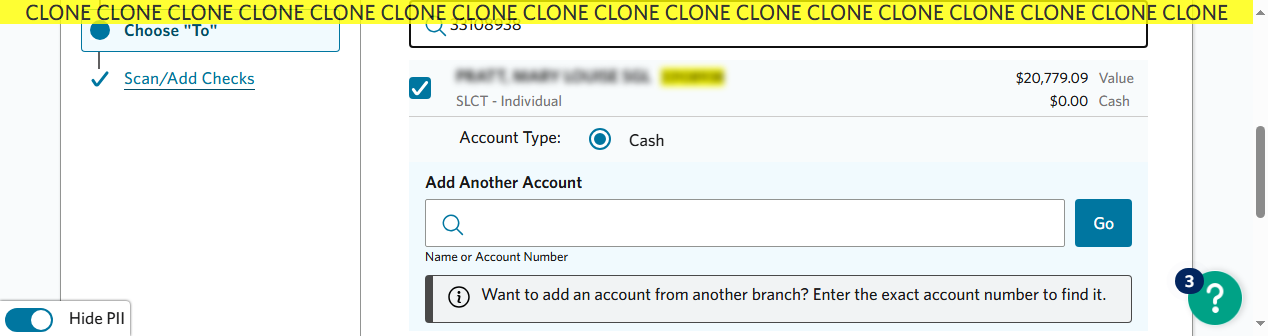 CLONE CLONE CLONE CLONE CLONE CLONE CLONE CLONE CLONE CLONE CLONE CLONE CLONE CLONE CLONE CLONE CLONE
Choose "To"
Scan/Add Checks
33108938
$20,779.09 Value
SLCT - Individual
$0.00 Cash
Account Type:
Cash
Add Another Account
Go
Name or Account Number
Want to add an account from another branch? Enter the exact account number to find it.
3
?
Hide PII